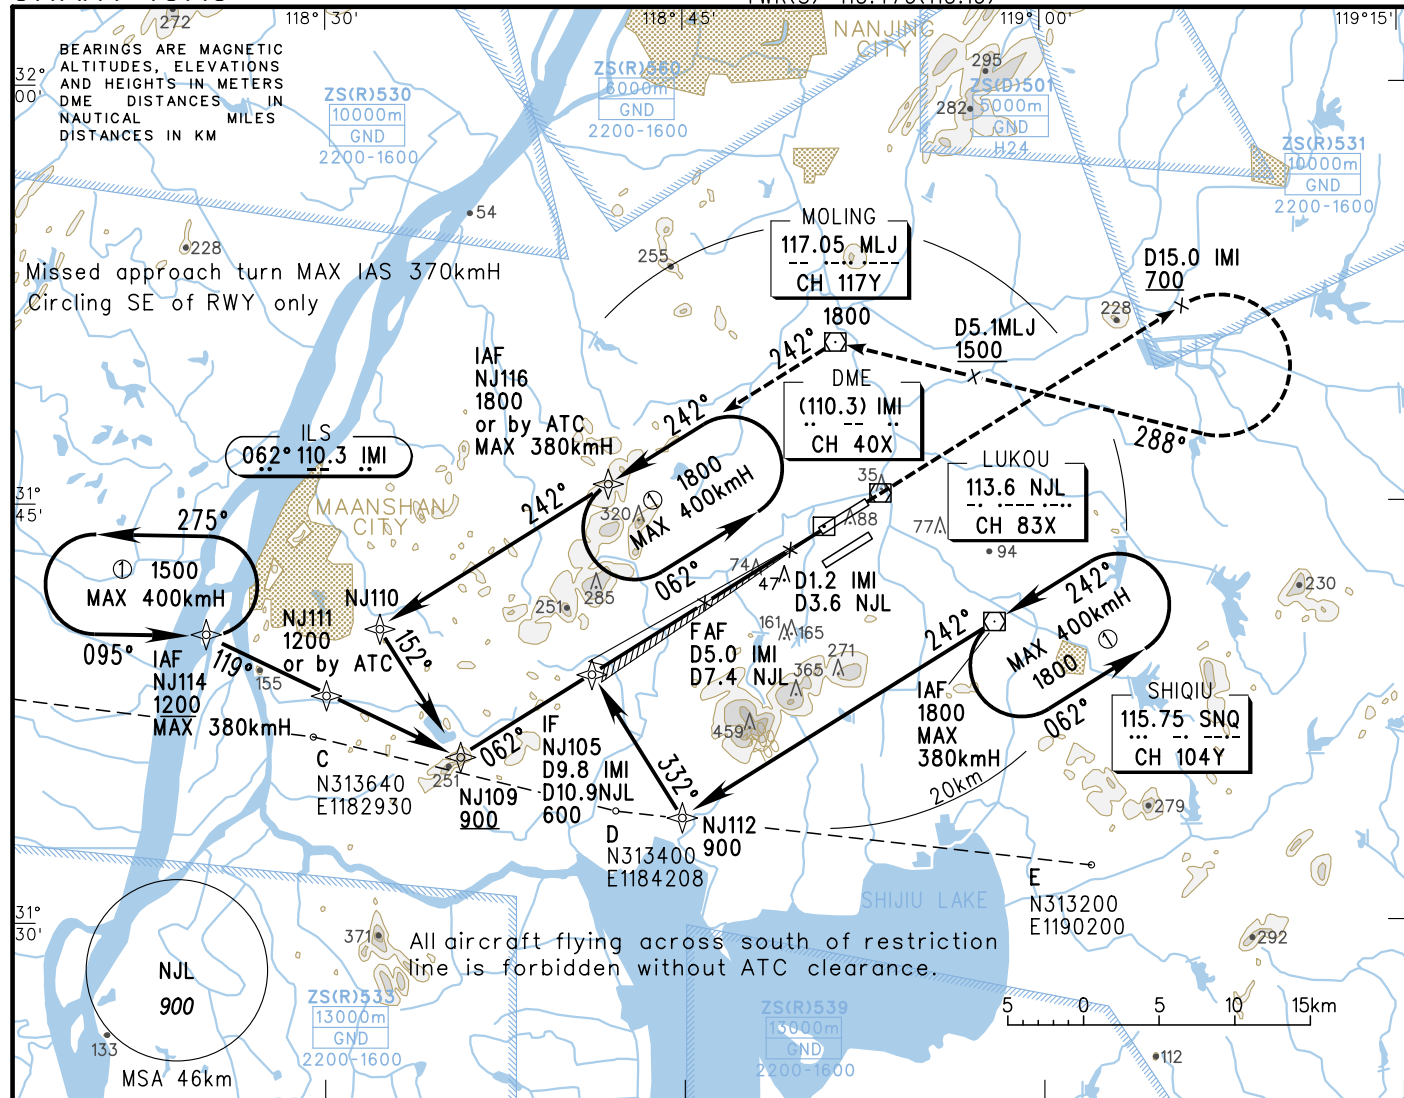 118° 30'
118° 45'
119° 00'
119° 15'
272
BEARINGS ARE MAGNETIC
ALTITUDES, ELEVATIONS
AND HEIGHTS IN METERS
DME DISTANCES IN
NAUTICAL MILES
DISTANCES IN KM
32°
00'
ZS(R)530
10000m
GND
2200-1600
ZS(R)560
6000m
GND
2200-1600
NANJING
CITY
295
ZS(D)501
282
5000m
GND
H24
ZS(R)531
10000m
GND
2200-1600
54
228
255
Missed approach turn MAX IAS 370kmH
Circling SE of RWY only
MOLING
117.05 MLJ
CH 117Y
1800
D15.0 IMI
700
228
D5.1MLJ
1500
242°
IAF
NJ116
1800
or by ATC
MAX 380kmH
242°
DME
(110.3) IMI
CH 40X
288°
ILS
062° 110.3 IMI
MAANSHAN
CITY
31°
45'
242°
320
① 1800
MAX 400kmH
35
88
77
LUKOU
113.6 NJL
CH 83X
94
275°
① 1500
MAX 400kmH
095°
NJ110
NJ111
1200
or by ATC
251
285
062°
74
47
D1.2 IMI
D3.6 NJL
230
242°
242°
MAX 400kmH
1800 ①
062°
IAF
NJ114
1200
MAX 380kmH
119°
155
152°
FAF
D5.0 IMI
D7.4 NJL
161
165
271
365
459
IAF
1800
MAX
380kmH
SHIQIU
115.75 SNQ
CH 104Y
279
20km
C
N313640
E1182930
251
062°
NJ109
900
IF
NJ105
D9.8 IMI
D10.9NJL
600
332°
D
N313400
E1184208
NJ112
900
E
N313200
E1190200
SHIJIU LAKE
31°
30'
371
292
All aircraft flying across south of restriction
line is forbidden without ATC clearance.
NJL
900
133
MSA 46km
ZS(R)533
13000m
GND
2200-1600
ZS(R)539
13000m
GND
2200-1600
5 0 5 10 15km
112